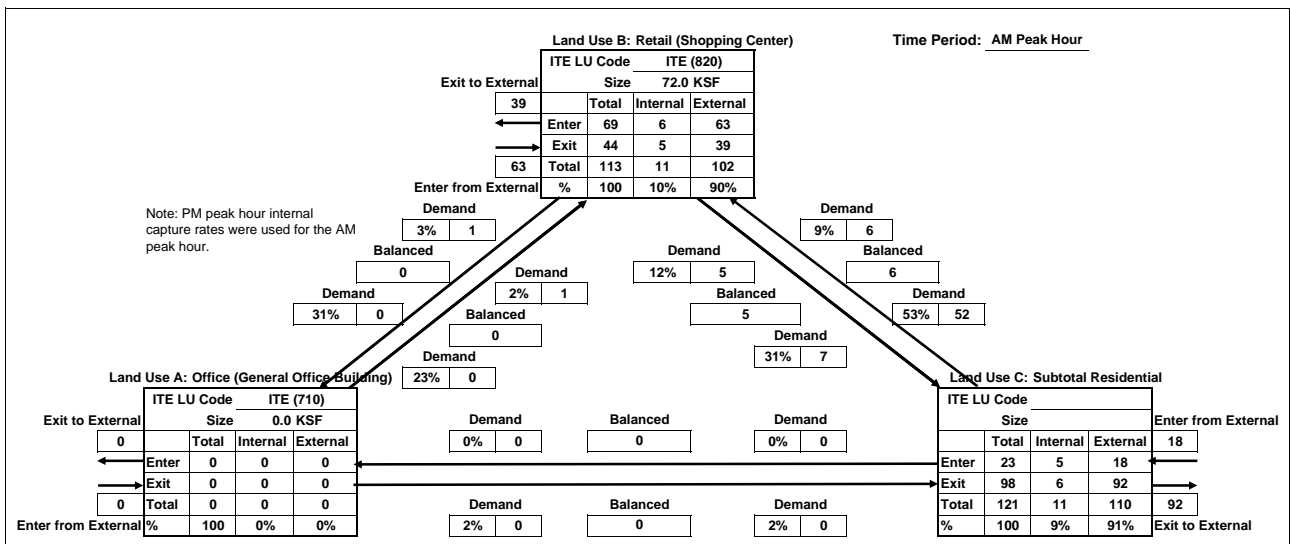 Land Use B: Retail (Shopping Center)
Time Period: AM Peak Hour
ITE LU Code ITE (820)
Exit to External Size 72.0 KSF
39 Total Internal External
Enter 69 6 63
Exit 44 5 39
63 Total 113 11 102
Enter from External % 100 10% 90%
Note: PM peak hour internal
capture rates were used for the AM
peak hour.
Demand
3% 1
Balanced
0
Demand
31% 0
Demand
2% 1
Balanced
0
Demand
23% 0
Demand
12% 5
Balanced
5
Demand
31% 7
Demand
9% 6
Balanced
6
Demand
53% 52
Land Use A: Office (General Office Building)
ITE LU Code ITE (710)
Exit to External Size 0.0 KSF
0 Total Internal External
Enter 0 0 0
Exit 0 0 0
0 Total 0 0 0
Enter from External % 100 0% 0%
Demand Balanced Demand
0% 0 0 0% 0
Demand Balanced Demand
2% 0 0 2% 0
Land Use C: Subtotal Residential
ITE LU Code
Size Enter from External
Total Internal External 18
Enter 23 5 18
Exit 98 6 92
Total 121 11 110 92
% 100 9% 91% Exit to External